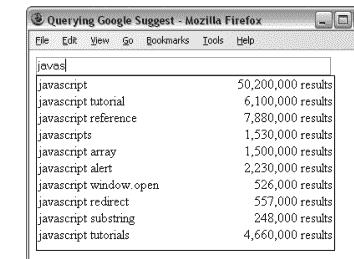 Querying Google Suggest - Mozilla Firefox
File Edit View Go Bookmarks Tools Help
javas
javascript 50,200,000 results
javascript tutorial 6,100,000 results
javascript reference 7,880,000 results
javascripts 1,530,000 results
javascript array 1,500,000 results
javascript alert 2,230,000 results
javascript window.open 526,000 results
javascript redirect 557,000 results
javascript substring 248,000 results
javascript tutorials 4,660,000 results